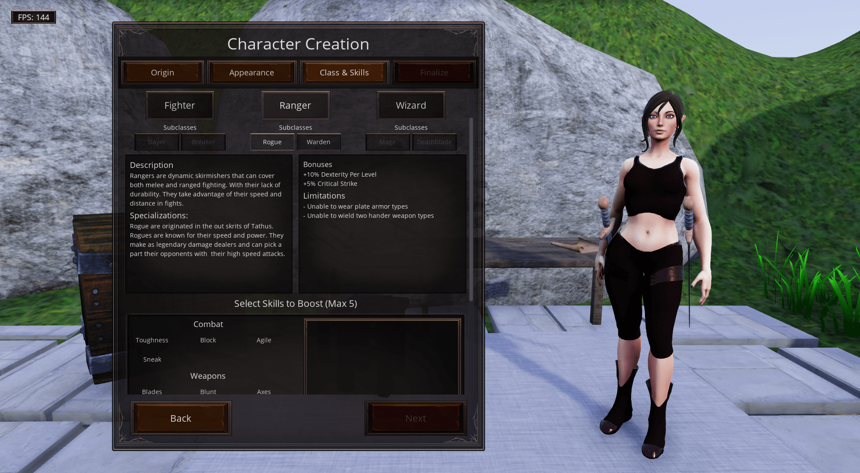 FPS: 144
Character Creation
Origin Appearance Class & Skills Finalize
Fighter Ranger Wizard
Subclasses Subclasses Subclasses
Rogue Warden
Description
Rangers are dynamic skirmishers that can cover
both melee and ranged fighting. With their lack of
durability. They take advantage of their speed and
distance in fights.
Specializations:
Rogue are originated in the out skrits of Tathus.
Rogues are known for their speed and power. They
make as legendary damage dealers and can pick a
part their opponents with their high speed attacks.
Bonuses
+10% Dexterity Per Level
+5% Critical Strike
Limitations
- Unable to wear plate armor types
- Unable to wield two hander weapon types
Select Skills to Boost (Max 5)
Combat
Toughness Block Agile
Sneak
Weapons
Blades Blunt Axes
Back Next